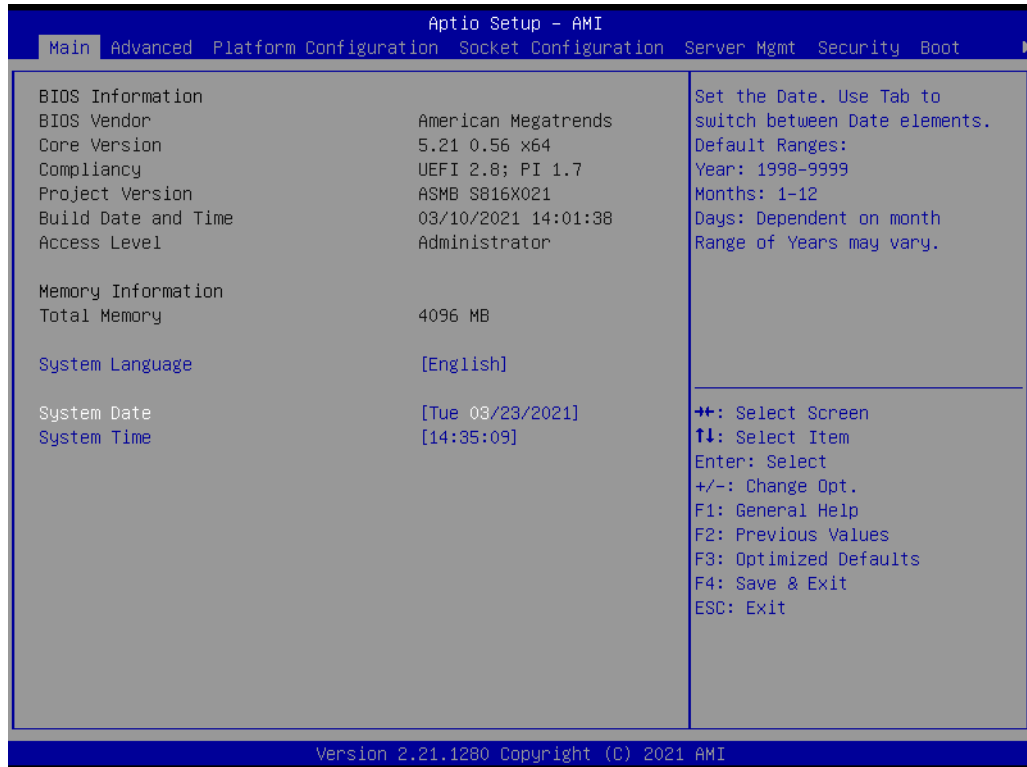 Aptio Setup – AMI
Main Advanced Platform Configuration Socket Configuration Server Mgmt Security Boot
BIOS Information
BIOS Vendor American Megatrends
Core Version 5.21 0.56 x64
Compliancy UEFI 2.8; PI 1.7
Project Version ASMB S816X021
Build Date and Time 03/10/2021 14:01:38
Access Level Administrator
Memory Information
Total Memory 4096 MB
System Language [English]
System Date [Tue 03/23/2021]
System Time [14:35:09]
Set the Date. Use Tab to
switch between Date elements.
Default Ranges:
Year: 1998-9999
Months: 1-12
Days: Dependent on month
Range of Years may vary.
→←: Select Screen
↑↓: Select Item
Enter: Select
+/-: Change Opt.
F1: General Help
F2: Previous Values
F3: Optimized Defaults
F4: Save & Exit
ESC: Exit
Version 2.21.1280 Copyright (C) 2021 AMI